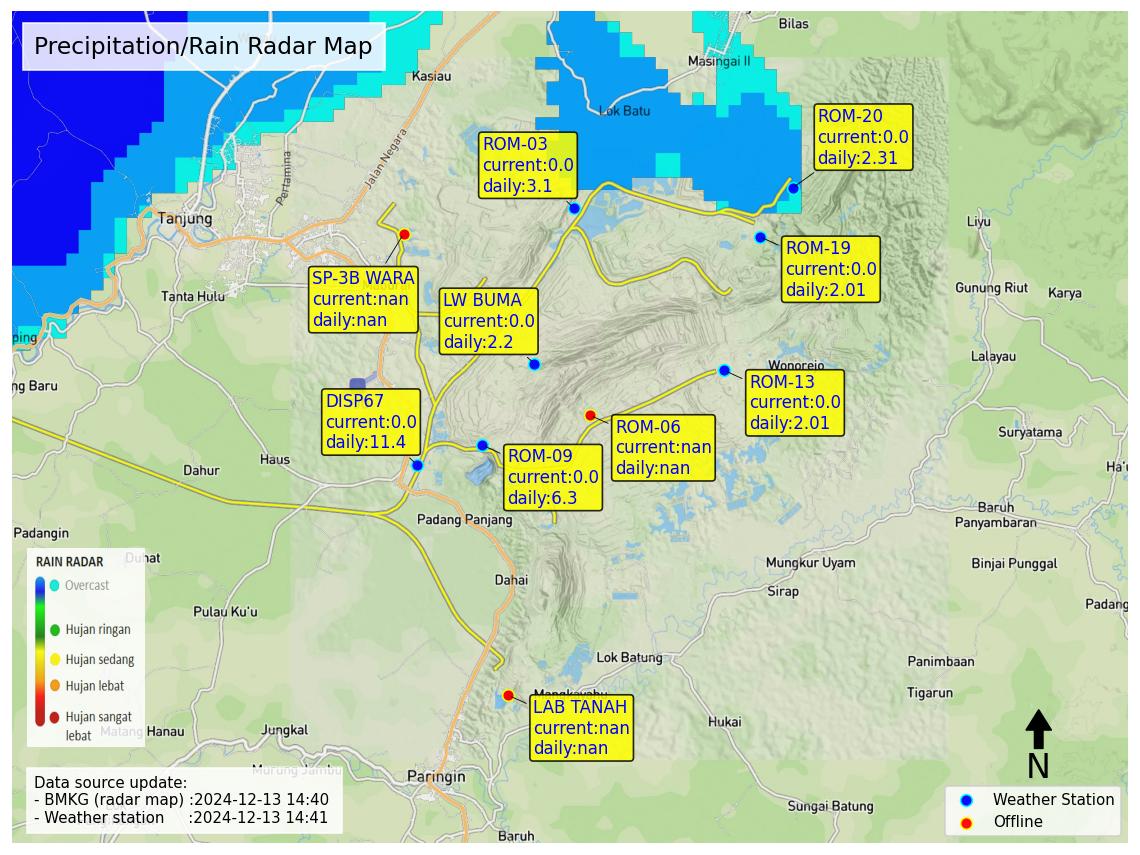 Precipitation/Rain Radar Map
Bilas
Masingai II
Kasiau
Lok Batu
Jalan Negara
Pertamina
Tanjung
Tanta Hulu
ROM-03
current:0.0
daily:3.1
ROM-20
current:0.0
daily:2.31
ROM-19
current:0.0
daily:2.01
SP-3B WARA
current:nan
daily:nan
LW BUMA
current:0.0
daily:2.2
Liyu
Gunung Riut
Karya
Lalayau
Wonorejo
ROM-13
current:0.0
daily:2.01
DISP67
current:0.0
daily:11.4
ROM-06
current:nan
daily:nan
ROM-09
current:0.0
daily:6.3
ping
ng Baru
Haus
Dahur
Suryatama
Ha'u
Padang Panjang
Baruh
Panyambaran
Padangin
Duhat
Mungkur Uyam
Binjai Punggal
Dahai
Sirap
Padang
Pulau Ku'u
Lok Batung
Panimbaan
Tigarun
Mangkayahu
LAB TANAH
current:nan
daily:nan
Hukai
Matang Hanau
Jungkal
Murung Jambu
Paringin
Sungai Batung
Baruh
RAIN RADAR
Overcast
Hujan ringan
Hujan sedang
Hujan lebat
Hujan sangat
lebat
Data source update:
- BMKG (radar map) :2024-12-13 14:40
- Weather station :2024-12-13 14:41
N
Weather Station
Offline